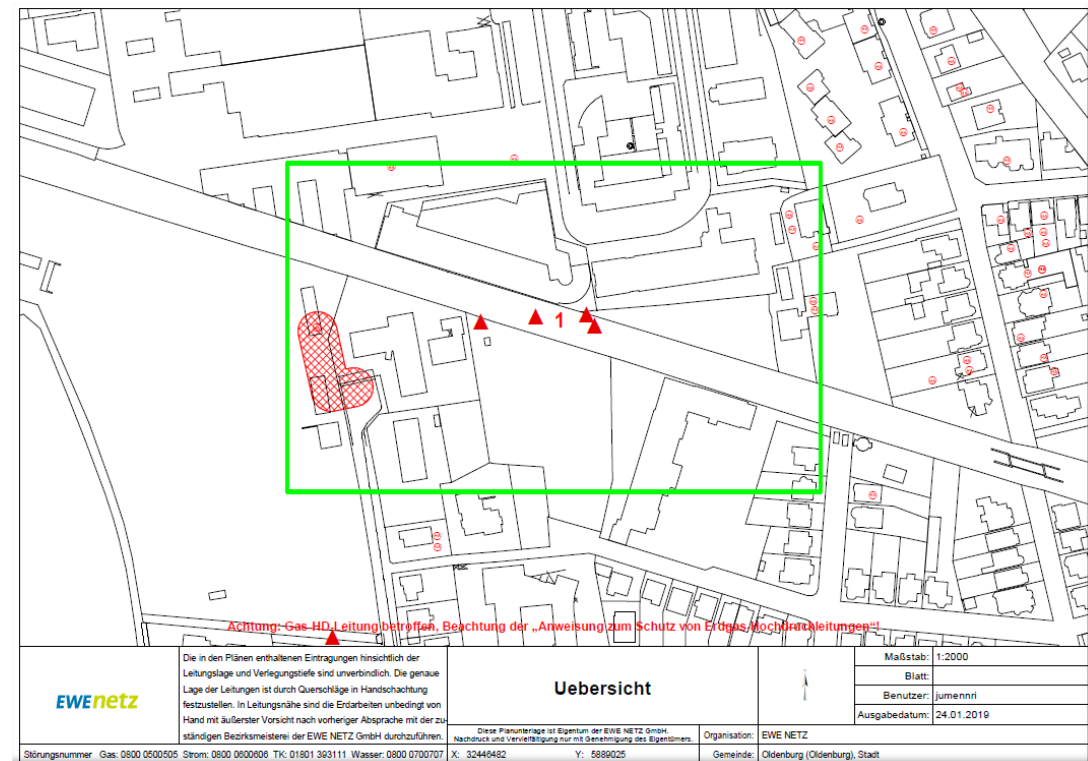 1
Achtung: Gas HD-Leitung betroffen, Beachtung der „Anweisung zum Schutz von Erdgas-Hochdruckleitungen“!
EWE netz
Die in den Plänen enthaltenen Eintragungen hinsichtlich der
Leitungslage und Verlegungstiefe sind unverbindlich. Die genaue
Lage der Leitungen ist durch Querschläge in Handschachtung
festzustellen. In Leitungsnähe sind die Erdarbeiten unbedingt von
Hand mit äußerster Vorsicht nach vorheriger Absprache mit der zu-
ständigen Bezirksmeisterei der EWE NETZ GmbH durchzuführen.
Uebersicht
Diese Planunterlage ist Eigentum der EWE NETZ GmbH.
Nachdruck und Vervielfältigung nur mit Genehmigung des Eigentümers.
Maßstab: 1:2000
Blatt:
Benutzer: jumennri
Ausgabedatum: 24.01.2019
Organisation: EWE NETZ
Störungsnummer Gas: 0800 0500505 Strom: 0800 0600606 TK: 01801 393111 Wasser: 0800 0700707
X: 32446482 Y: 5889025
Gemeinde: Oldenburg (Oldenburg), Stadt